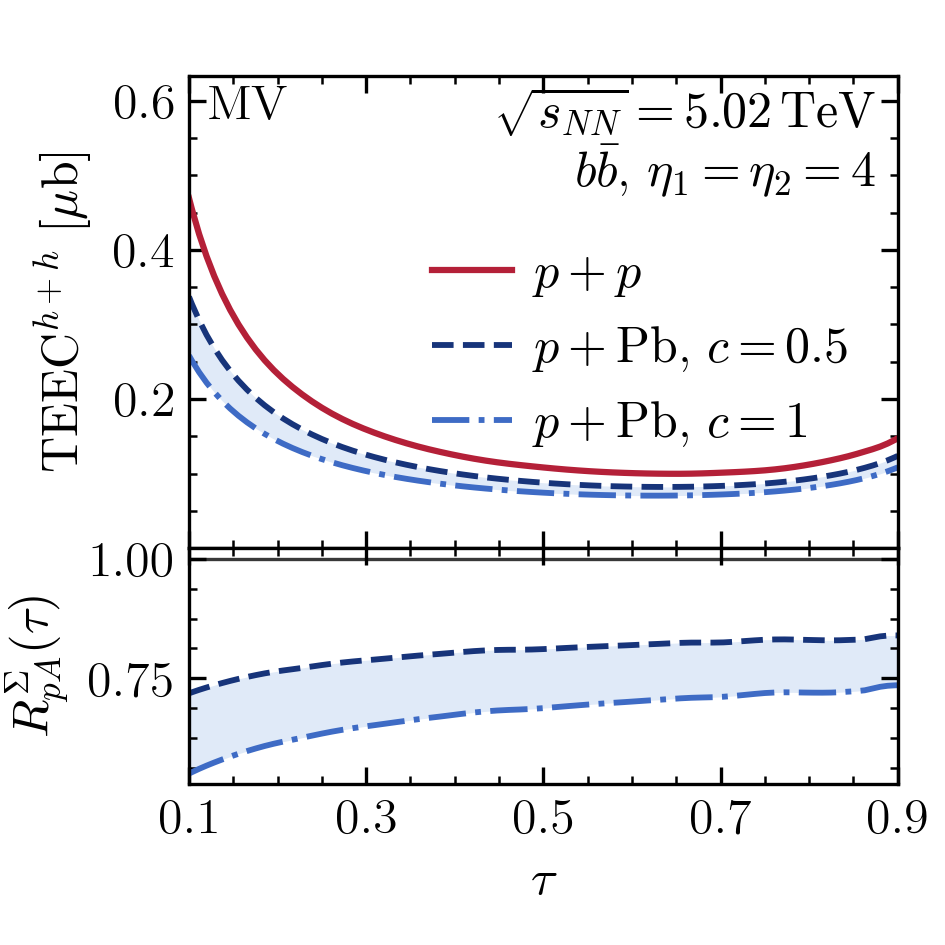 MV
√s_NN = 5.02 TeV
bb̄, η₁ = η₂ = 4
p + p
p + Pb, c = 0.5
p + Pb, c = 1
TEEC^{h+h} [μb]
0.6
0.4
0.2
R^Σ_{pA}(τ)
1.00
0.75
0.1 0.3 0.5 0.7 0.9
τ